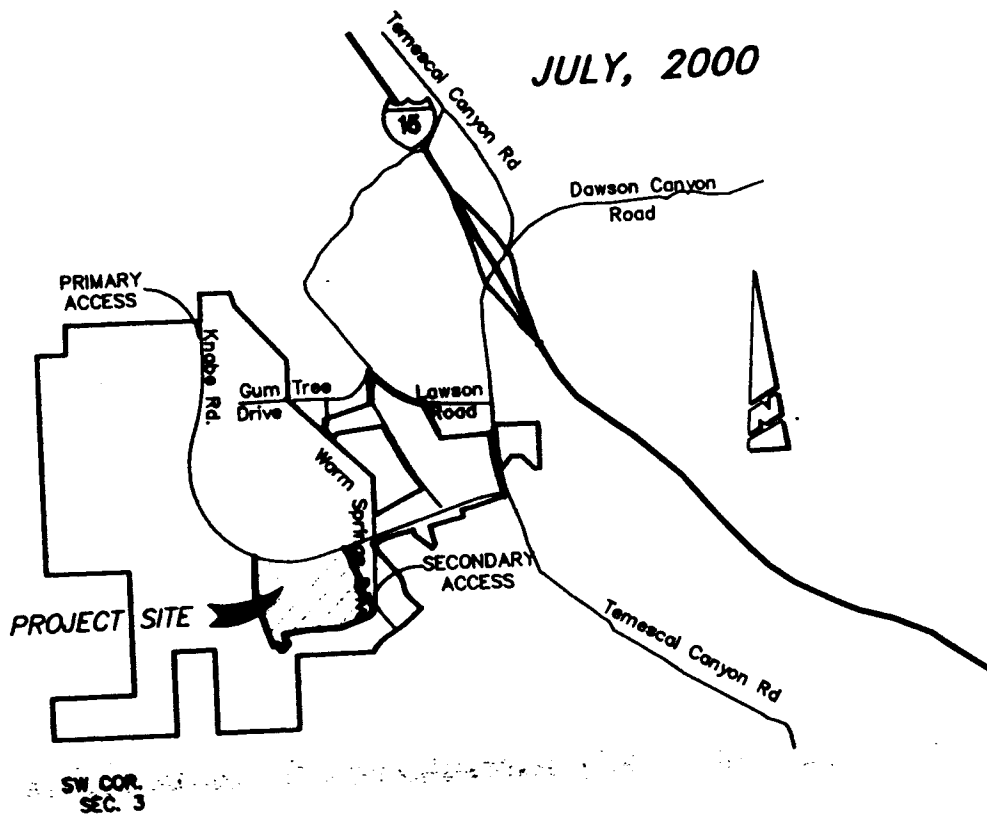 JULY, 2000
Temescal Canyon Rd
15
Dawson Canyon
Road
PRIMARY
ACCESS
Knabe Rd.
Gum Tree
Drive
Lawson
Road
Warm Springs
SECONDARY
ACCESS
PROJECT SITE
Temescal Canyon Rd
N
SW COR.
SEC. 3